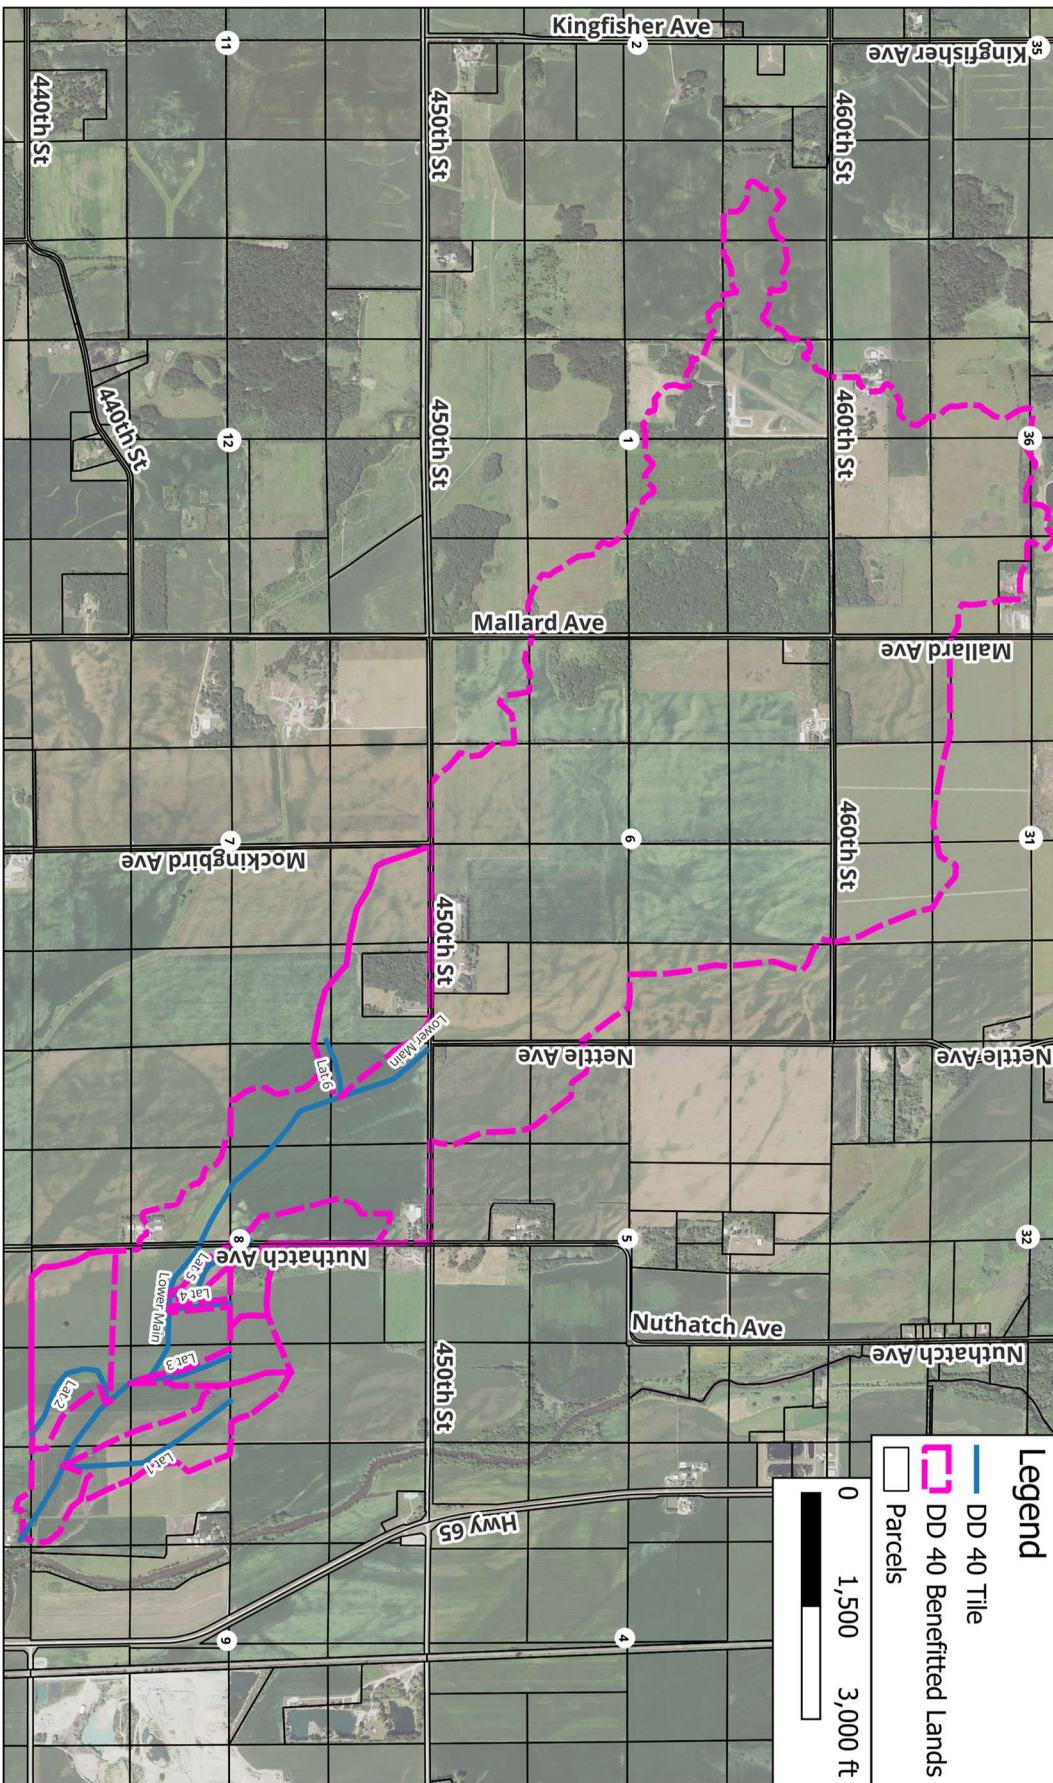 Kingfisher Ave
Kingfisher Ave
35
2
11
440th St
450th St
460th St
440th St
450th St
460th St
12
1
36
Mallard Ave
Mallard Ave
7
Mockingbird Ave
6
460th St
31
450th St
Lower Main
Lat 6
Nettle Ave
Nettle Ave
8
Nuthatch Ave
5
32
Lat 5
Lat 4
Lower Main
Lat 3
Lat 2
Lat 1
Nuthatch Ave
Nuthatch Ave
450th St
Hwy 65
9
4
Legend
DD 40 Tile
DD 40 Benefitted Lands
Parcels
0 1,500 3,000 ft